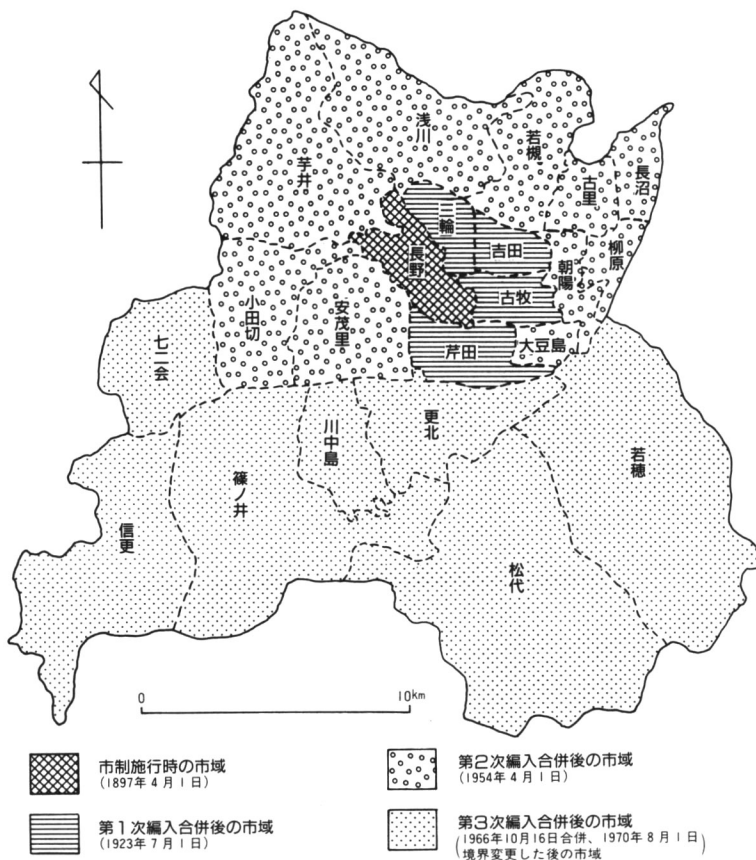 浅川
若槻
芋井
古里
長沼
三輪
吉田
長野
朝陽
柳原
古牧
小田切
安茂里
七二会
芹田
大豆島
更北
川中島
若穂
篠ノ井
信更
松代
0
10km
市制施行時の市域
(1897年4月1日)
第1次編入合併後の市域
(1923年7月1日)
第2次編入合併後の市域
(1954年4月1日)
第3次編入合併後の市域
(1966年10月16日合併、1970年8月1日
境界変更した後の市域)